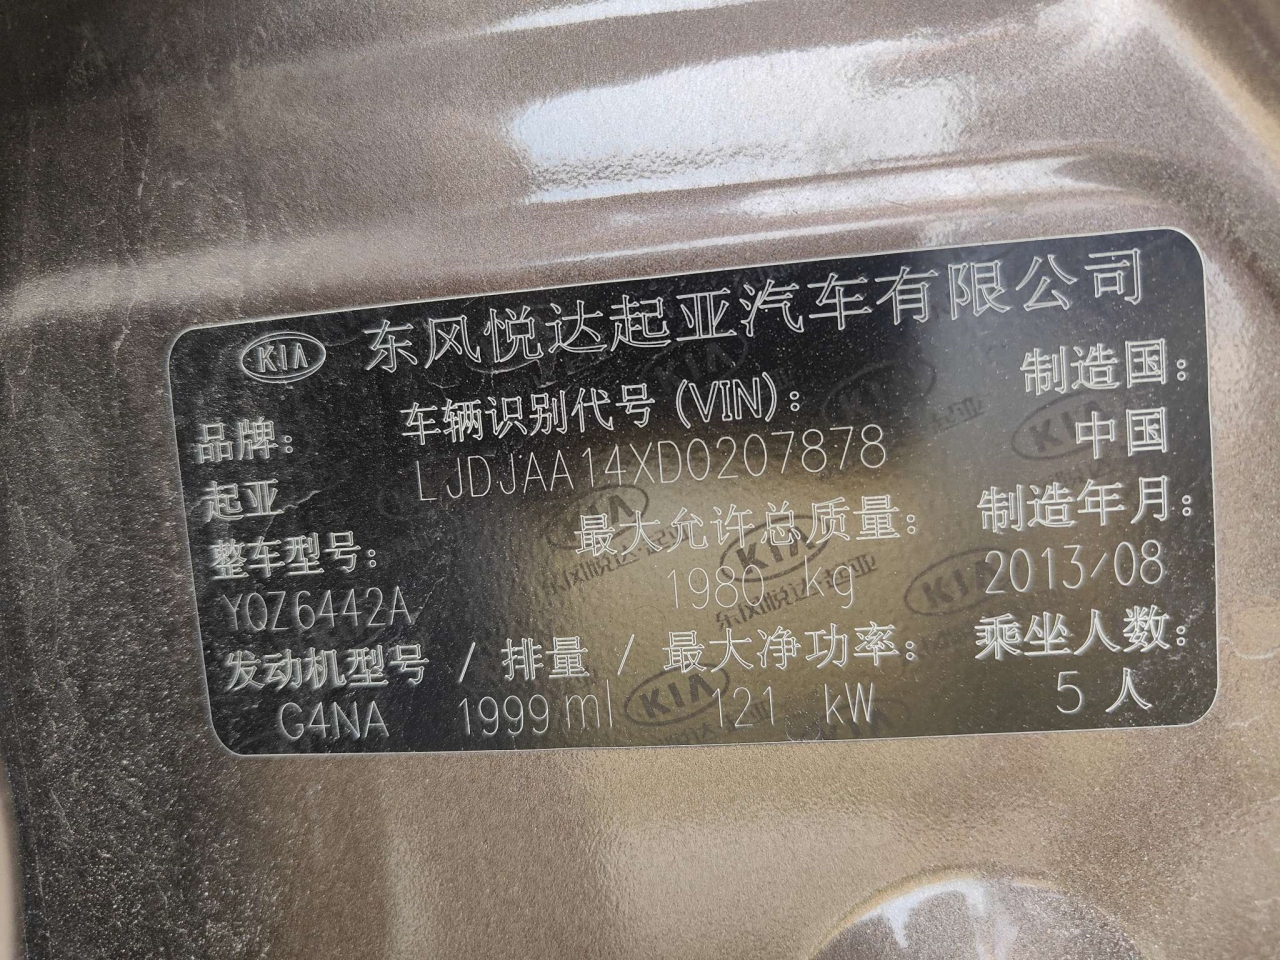 KIA 东风悦达起亚汽车有限公司
品牌: 车辆识别代号 (VIN): 制造国:
起亚 LJDJAA14XD0207878 中国
整车型号: 最大允许总质量: 制造年月:
YQZ6442A 1980 kg 2013/08
发动机型号 / 排量 / 最大净功率: 乘坐人数:
G4NA 1999ml 121 kW 5人